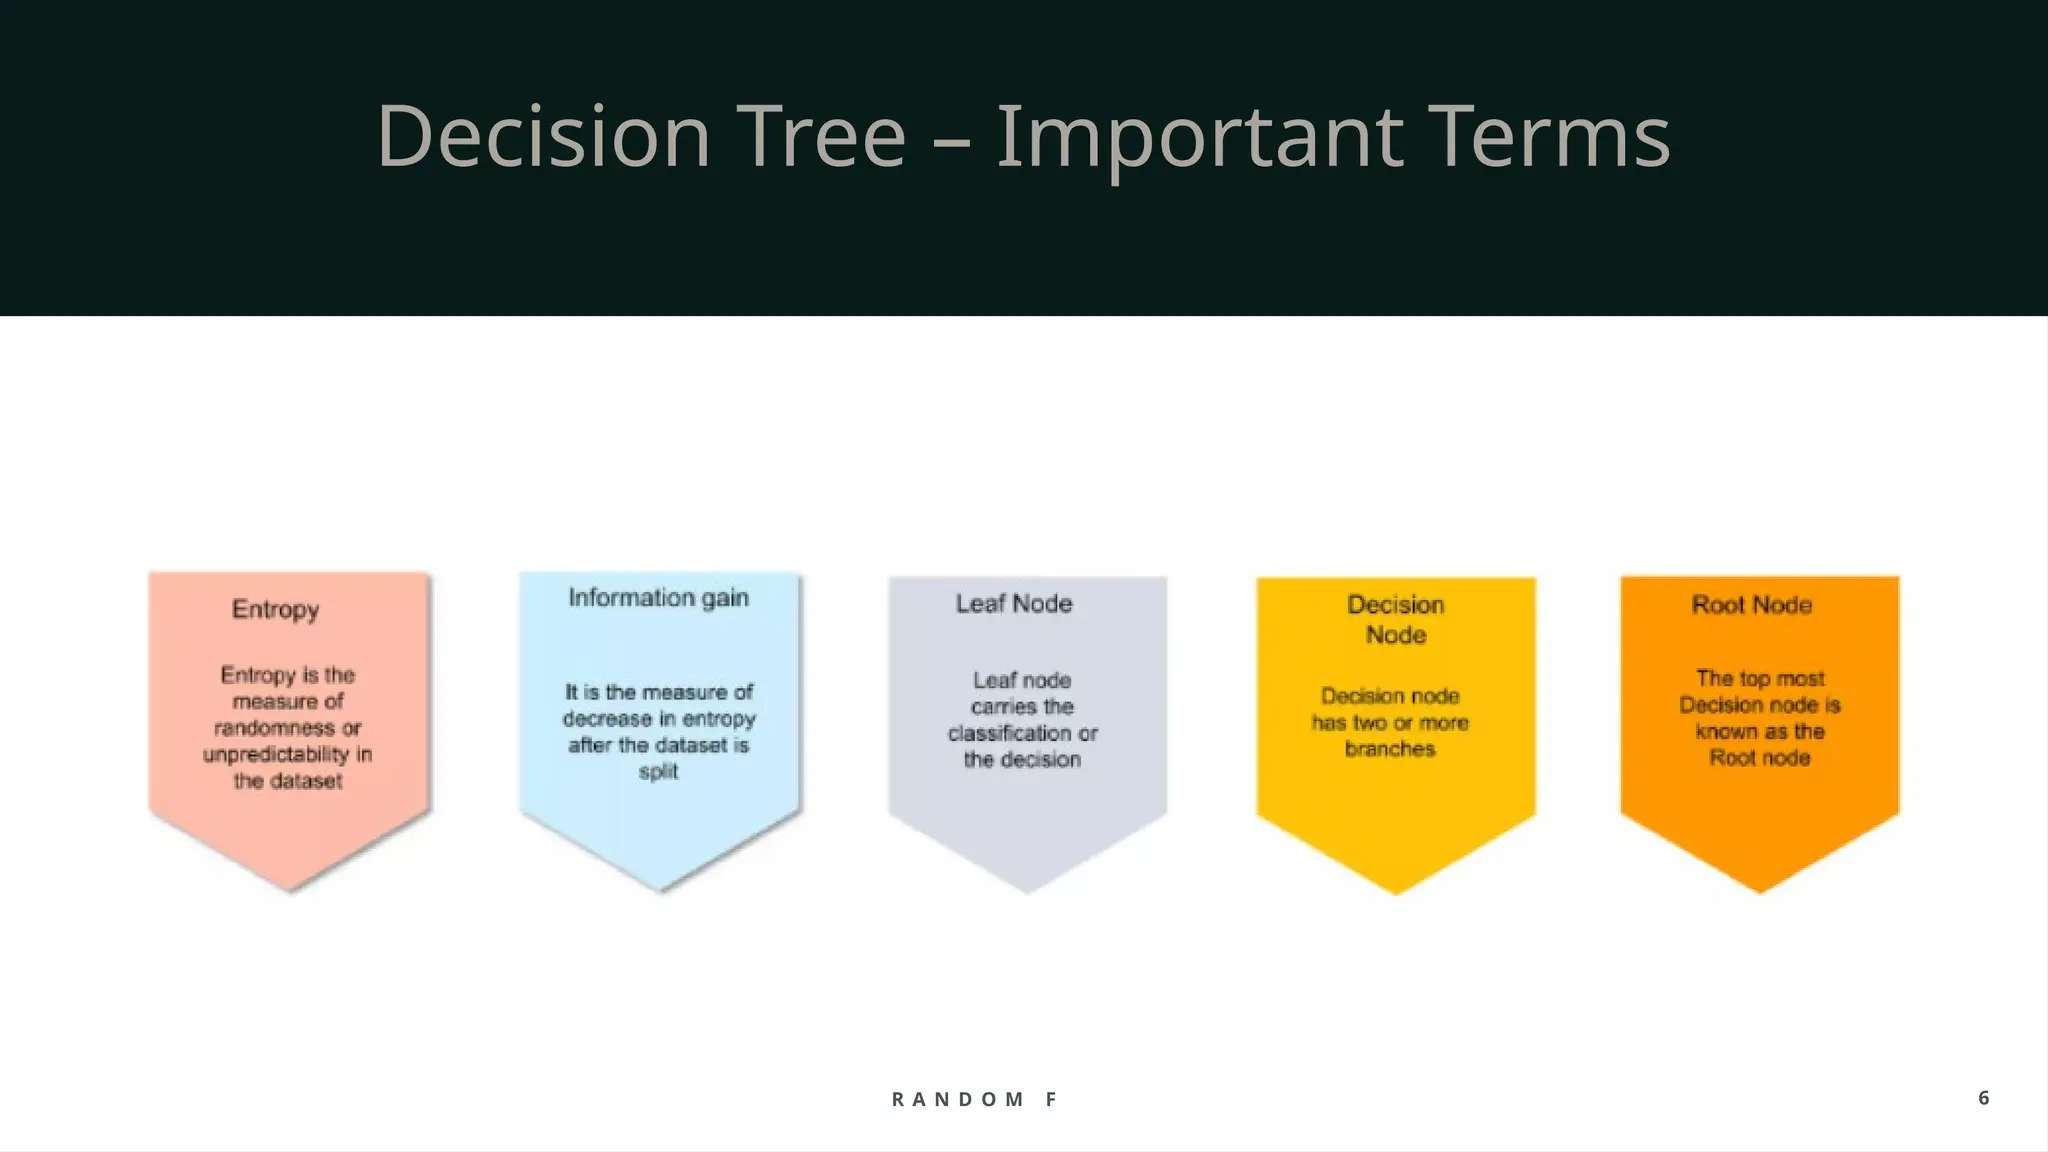 Decision Tree – Important Terms
Entropy
Entropy is the
measure of
randomness or
unpredictability in
the dataset
Information gain
It is the measure of
decrease in entropy
after the dataset is
split
Leaf Node
Leaf node
carries the
classification or
the decision
Decision
Node
Decision node
has two or more
branches
Root Node
The top most
Decision node is
known as the
Root node
RANDOM F
6